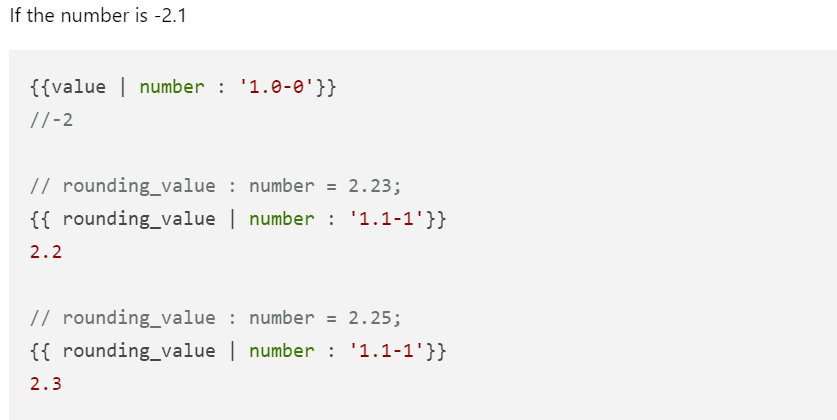 If the number is -2.1
{{value | number : '1.0-0'}}
//-2
// rounding_value : number = 2.23;
{{ rounding_value | number : '1.1-1'}}
2.2
// rounding_value : number = 2.25;
{{ rounding_value | number : '1.1-1'}}
2.3